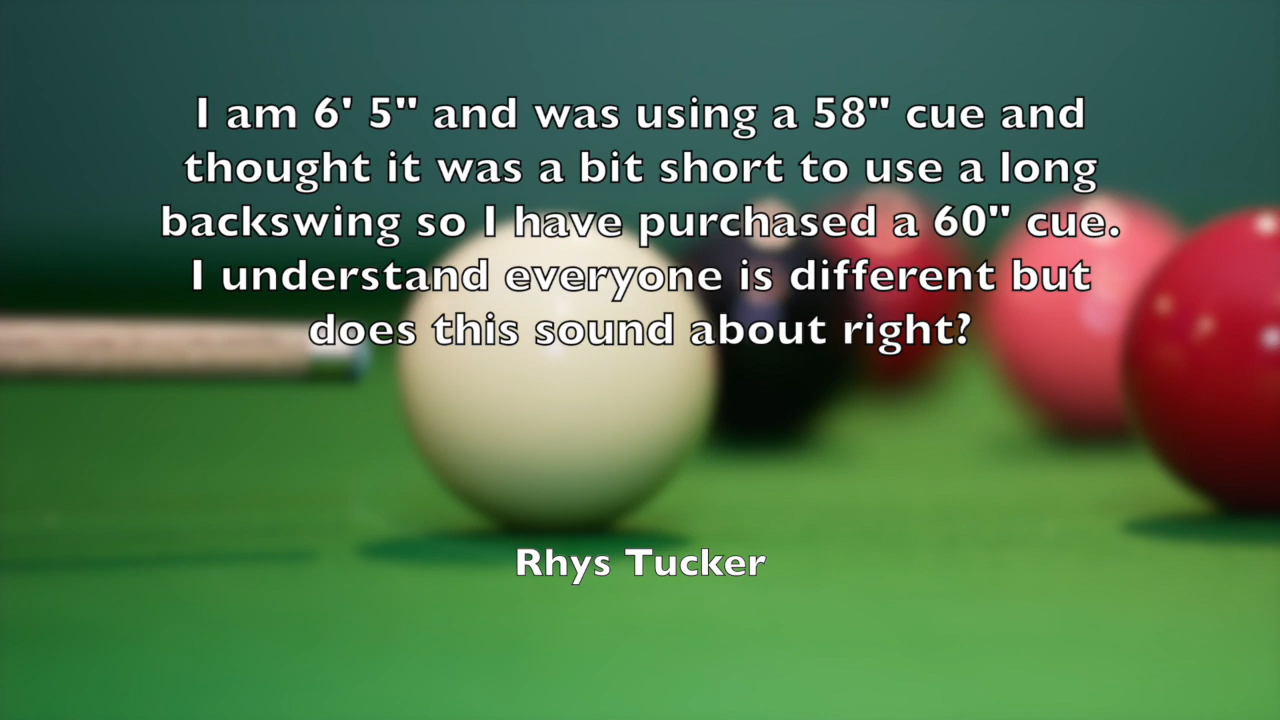 I am 6' 5" and was using a 58" cue and
thought it was a bit short to use a long
backswing so I have purchased a 60" cue.
I understand everyone is different but
does this sound about right?
Rhys Tucker